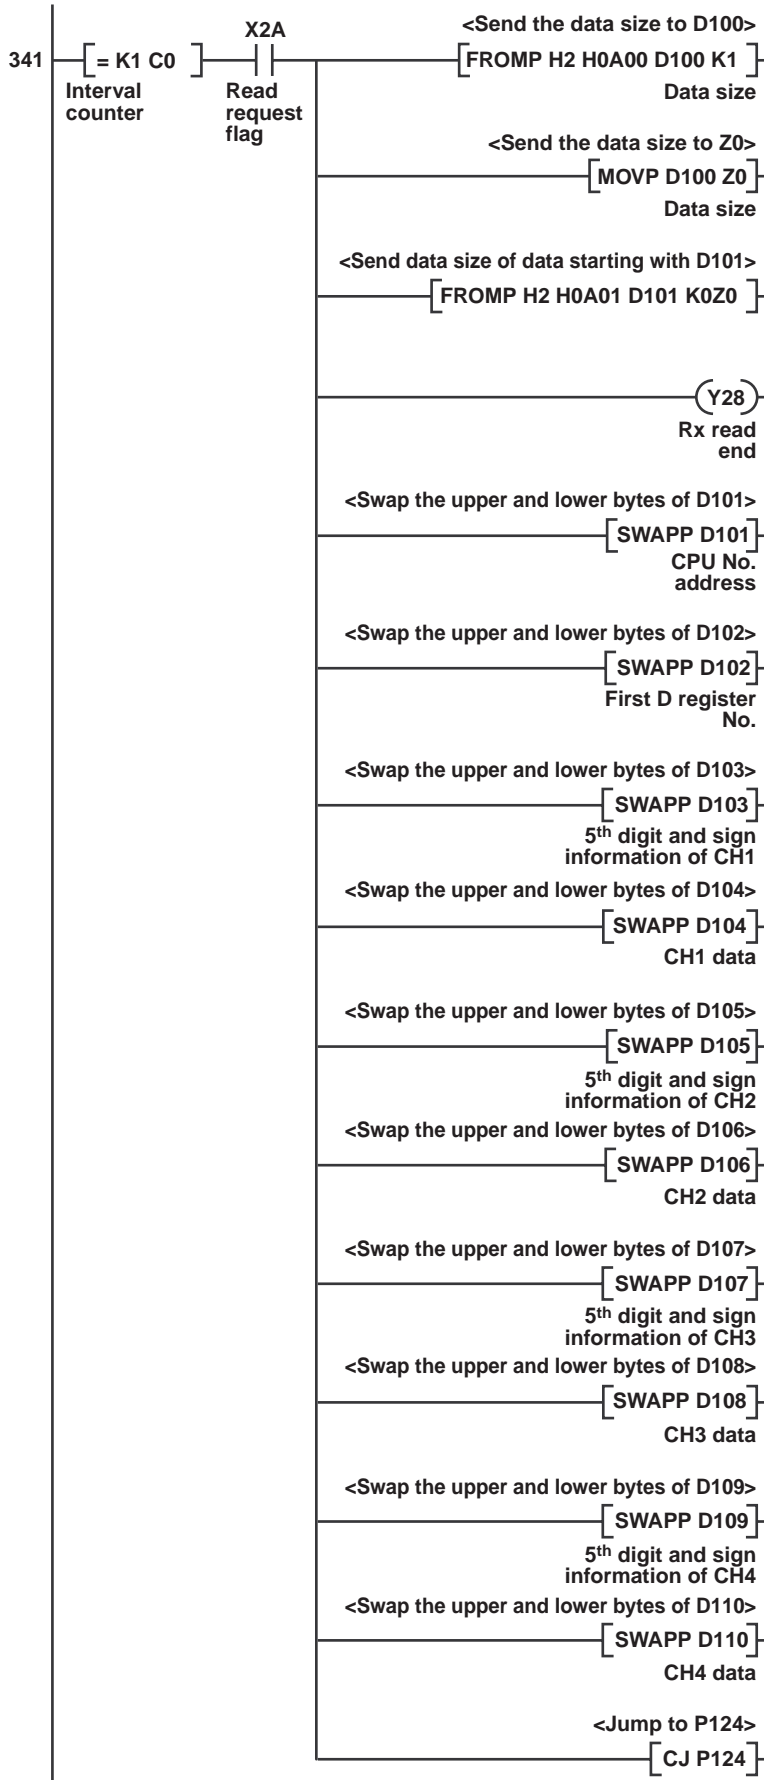 <Send the data size to D100>
X2A
341 = K1 C0 FROMP H2 H0A00 D100 K1
Interval
counter
Read
request
flag
Data size
<Send the data size to Z0>
MOVP D100 Z0
Data size
<Send data size of data starting with D101>
FROMP H2 H0A01 D101 K0Z0
Y28
Rx read
end
<Swap the upper and lower bytes of D101>
SWAPP D101
CPU No.
address
<Swap the upper and lower bytes of D102>
SWAPP D102
First D register
No.
<Swap the upper and lower bytes of D103>
SWAPP D103
5th digit and sign
information of CH1
<Swap the upper and lower bytes of D104>
SWAPP D104
CH1 data
<Swap the upper and lower bytes of D105>
SWAPP D105
5th digit and sign
information of CH2
<Swap the upper and lower bytes of D106>
SWAPP D106
CH2 data
<Swap the upper and lower bytes of D107>
SWAPP D107
5th digit and sign
information of CH3
<Swap the upper and lower bytes of D108>
SWAPP D108
CH3 data
<Swap the upper and lower bytes of D109>
SWAPP D109
5th digit and sign
information of CH4
<Swap the upper and lower bytes of D110>
SWAPP D110
CH4 data
<Jump to P124>
CJ P124